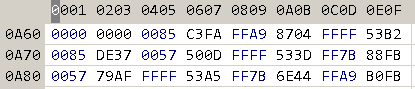 0001 0203 0405 0607 0809 0A0B 0C0D 0E0F
0A60 0000 0000 0085 C3FA FFA9 8704 FFFF 53B2
0A70 0085 DE37 0057 500D FFFF 533D FF7B 88FB
0A80 0057 79AF FFFF 53A5 FF7B 6E44 FFA9 B0FB